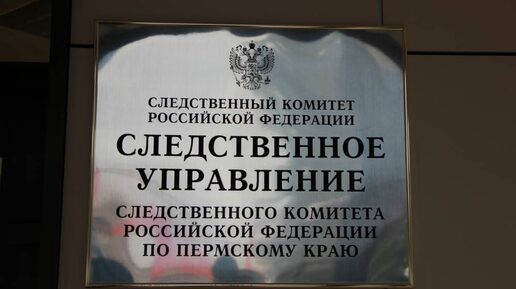 СЛЕДСТВЕННЫЙ КОМИТЕТ
РОССИЙСКОЙ ФЕДЕРАЦИИ
СЛЕДСТВЕННОЕ
УПРАВЛЕНИЕ
СЛЕДСТВЕННОГО КОМИТЕТА
РОССИЙСКОЙ ФЕДЕРАЦИИ
ПО ПЕРМСКОМУ КРАЮ